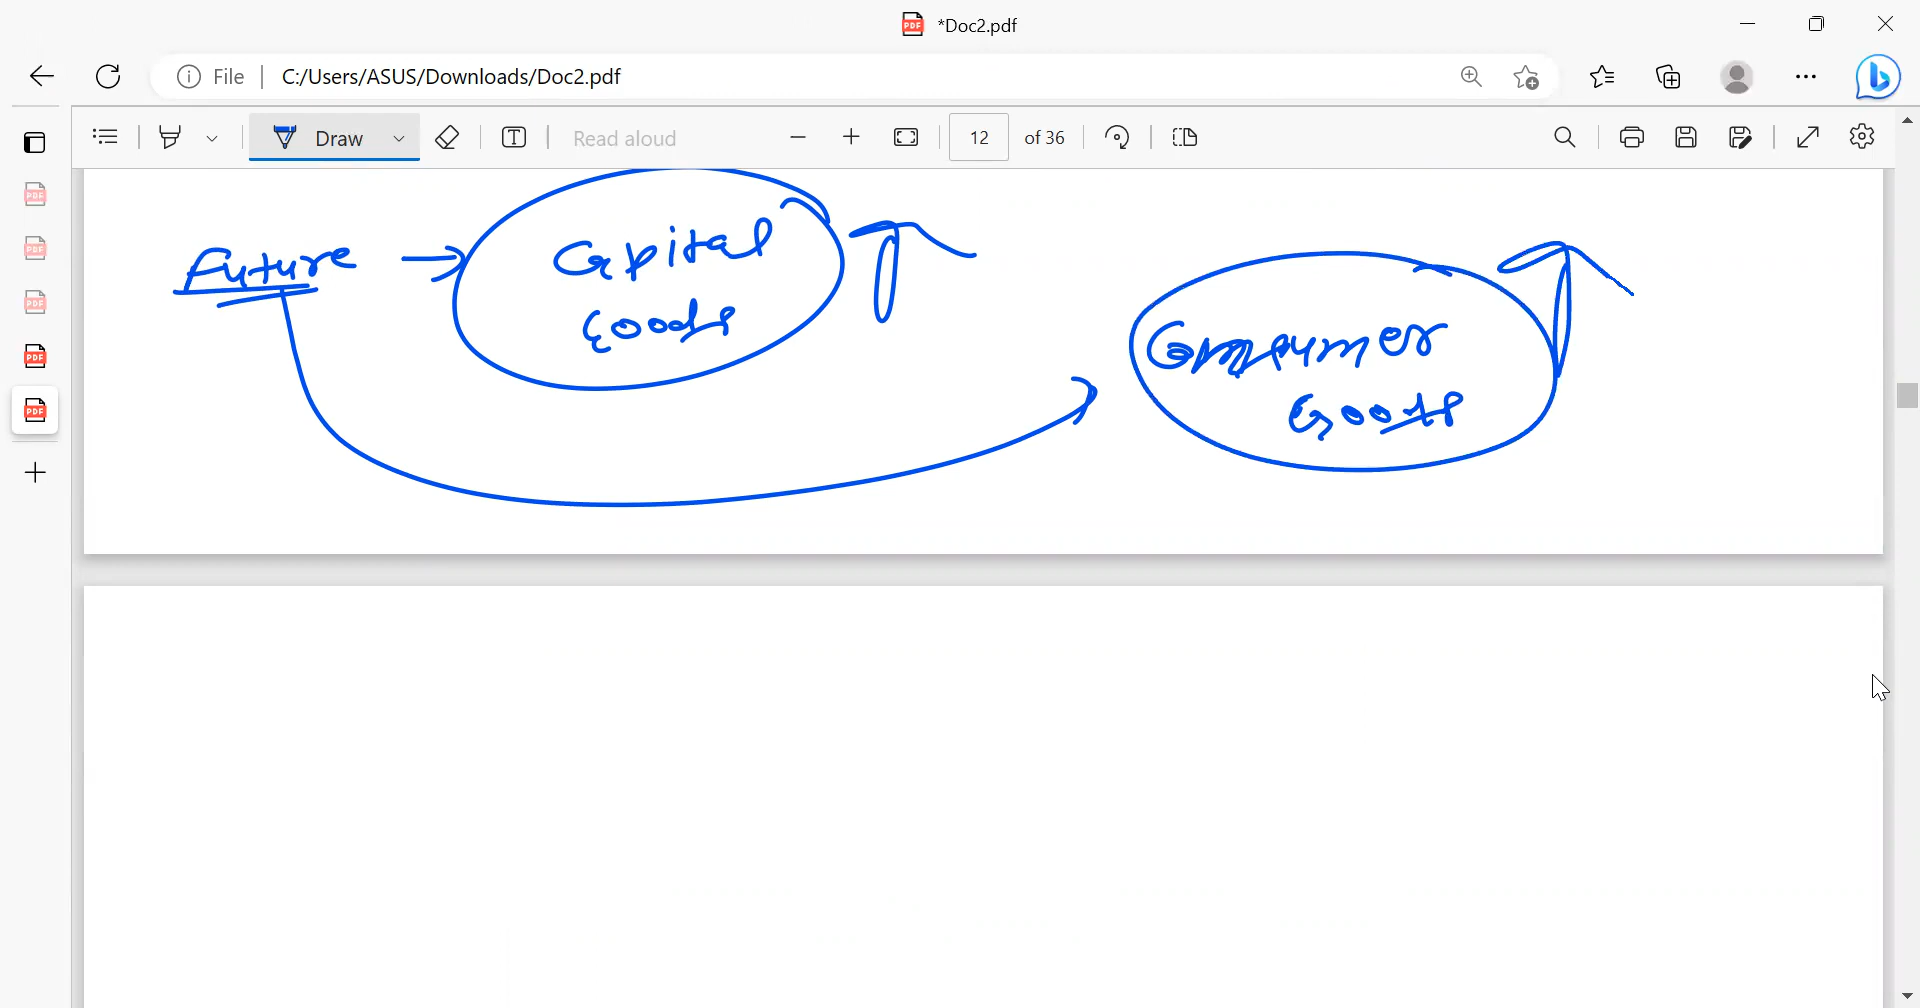 *Doc2.pdf
File C:/Users/ASUS/Downloads/Doc2.pdf
Draw Read aloud 12 of 36
future → Capital
Goods
Consumer
Goods